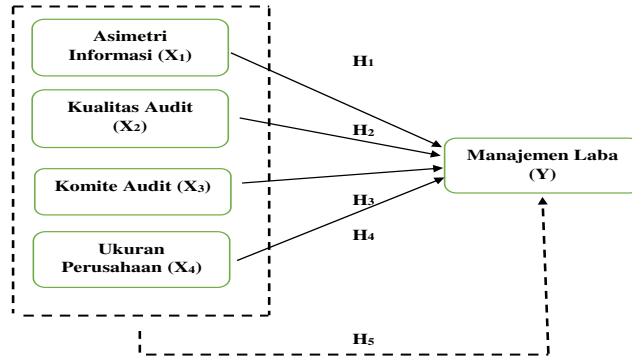 Asimetri
Informasi (X₁)
H₁
Kualitas Audit
(X₂)
H₂
Manajemen Laba
(Y)
Komite Audit (X₃)
H₃
Ukuran
Perusahaan (X₄)
H₄
H₅